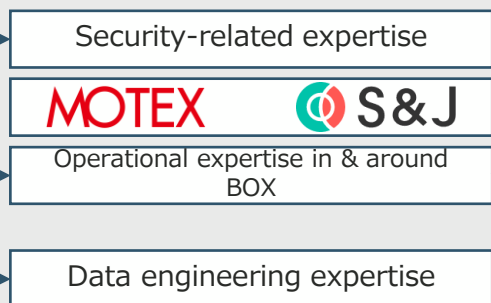 Security-related expertise
MOTEX S&J
Operational expertise in & around
BOX
Data engineering expertise